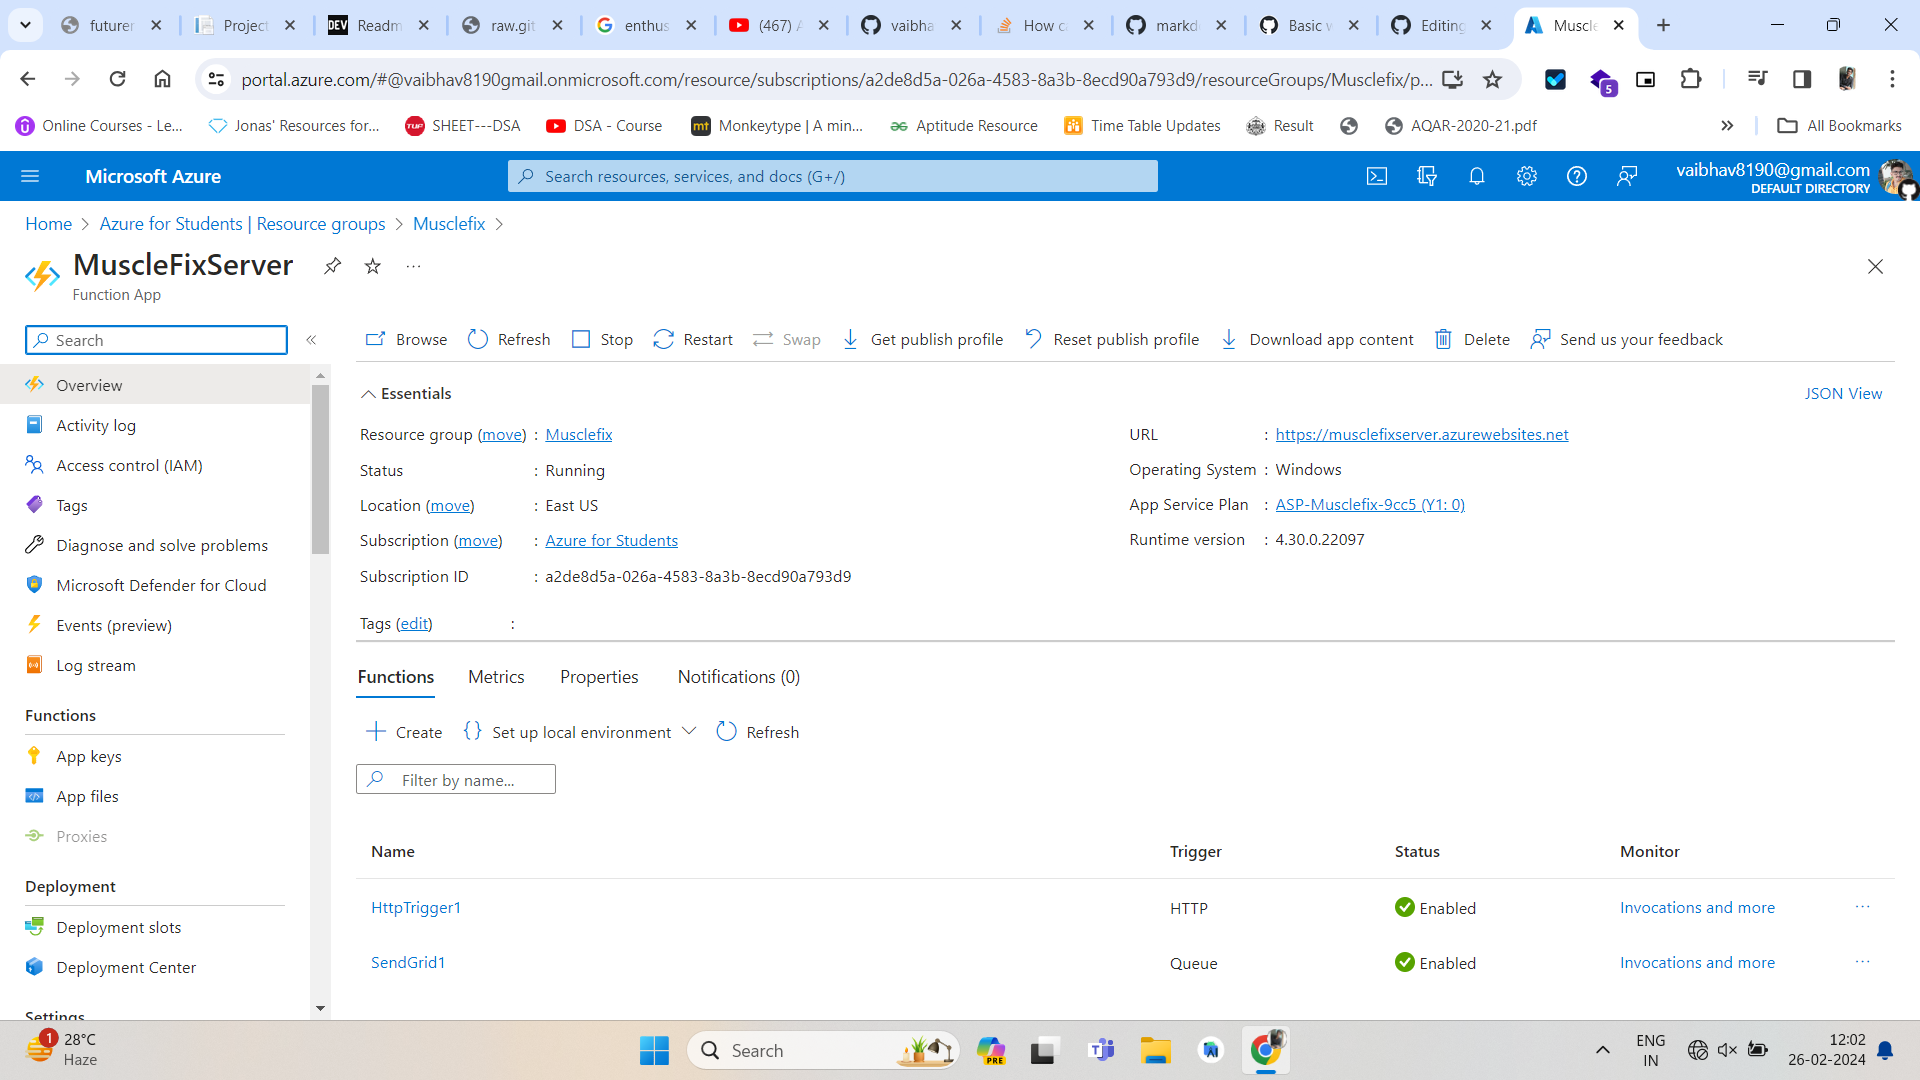 futurer
Project
DEV Readm
raw.git
enthus
(467) A
vaibha
How ca
markd
Basic w
Editing
Muscle
portal.azure.com/#@vaibhav8190gmail.onmicrosoft.com/resource/subscriptions/a2de8d5a-026a-4583-8a3b-8ecd90a793d9/resourceGroups/Musclefix/p...
5
Online Courses - Le...
Jonas' Resources for...
TUF SHEET---DSA
DSA - Course
mt Monkeytype | A min...
Aptitude Resource
Time Table Updates
Result
AQAR-2020-21.pdf
All Bookmarks
Microsoft Azure
Search resources, services, and docs (G+/)
vaibhav8190@gmail.com
DEFAULT DIRECTORY
Home > Azure for Students | Resource groups > Musclefix >
MuscleFixServer
Function App
Search
Browse Refresh Stop Restart Swap Get publish profile Reset publish profile Download app content Delete Send us your feedback
Overview
Activity log
Access control (IAM)
Tags
Diagnose and solve problems
Microsoft Defender for Cloud
Events (preview)
Log stream
Functions
App keys
App files
Proxies
Deployment
Deployment slots
Deployment Center
Settings
Essentials
JSON View
Resource group (move) : Musclefix
Status : Running
Location (move) : East US
Subscription (move) : Azure for Students
Subscription ID : a2de8d5a-026a-4583-8a3b-8ecd90a793d9
URL : https://musclefixserver.azurewebsites.net
Operating System : Windows
App Service Plan : ASP-Musclefix-9cc5 (Y1: 0)
Runtime version : 4.30.0.22097
Tags (edit) :
Functions Metrics Properties Notifications (0)
Create {} Set up local environment Refresh
Filter by name...
Name Trigger Status Monitor
HttpTrigger1 HTTP Enabled Invocations and more ...
SendGrid1 Queue Enabled Invocations and more ...
1
28°C
Haze
Search
PRE
ENG
IN
12:02
26-02-2024